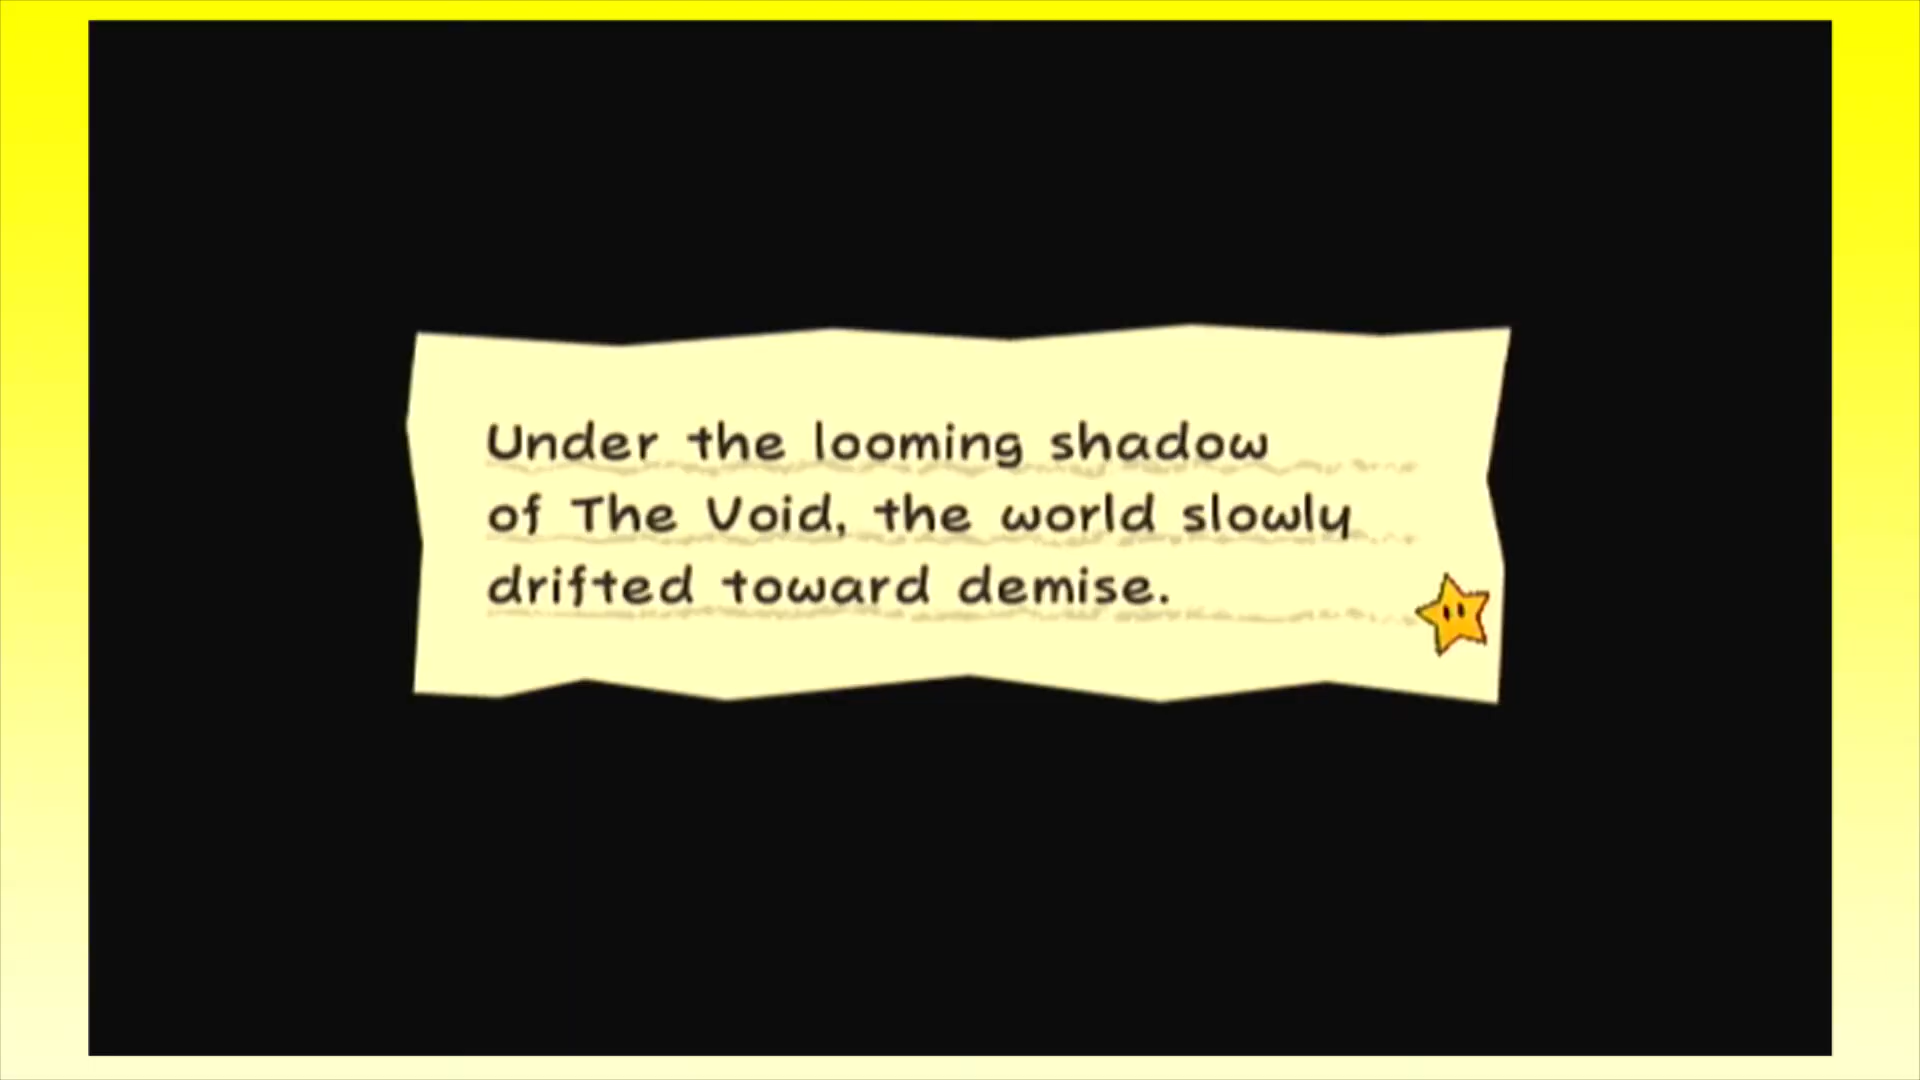 Under the looming shadow
of The Void, the world slowly
drifted toward demise.